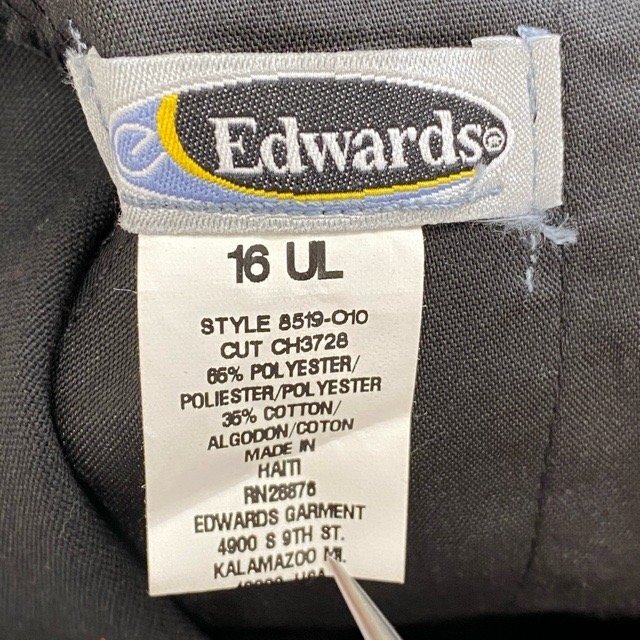 e Edwards®
16 UL
STYLE 8519-010
CUT CH3728
65% POLYESTER/
POLIESTER/POLYESTER
35% COTTON/
ALGODON/COTON
MADE IN
HAITI
RN28876
EDWARDS GARMENT
4900 S 9TH ST.
KALAMAZOO MI.
USA